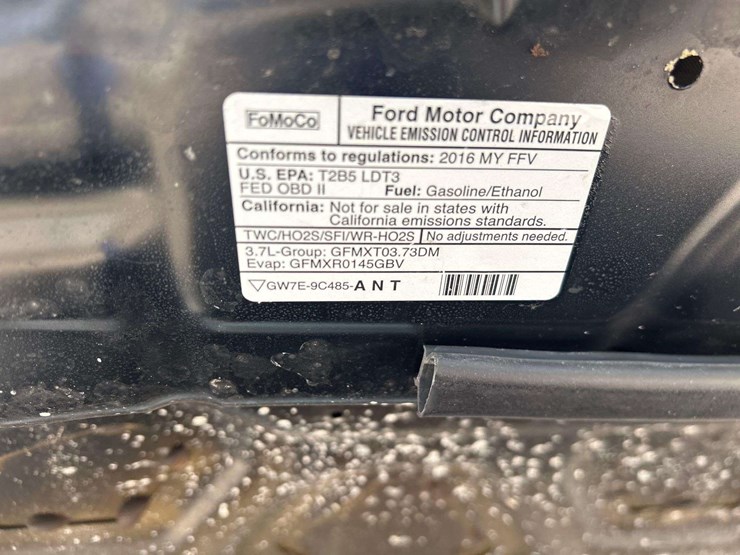 FoMoCo
Ford Motor Company
VEHICLE EMISSION CONTROL INFORMATION
Conforms to regulations: 2016 MY FFV
U.S. EPA: T2B5 LDT3
FED OBD II Fuel: Gasoline/Ethanol
California: Not for sale in states with
California emissions standards.
TWC/HO2S/SFI/WR-HO2S No adjustments needed.
3.7L-Group: GFMXT03.73DM
Evap: GFMXR0145GBV
GW7E-9C485-A N T